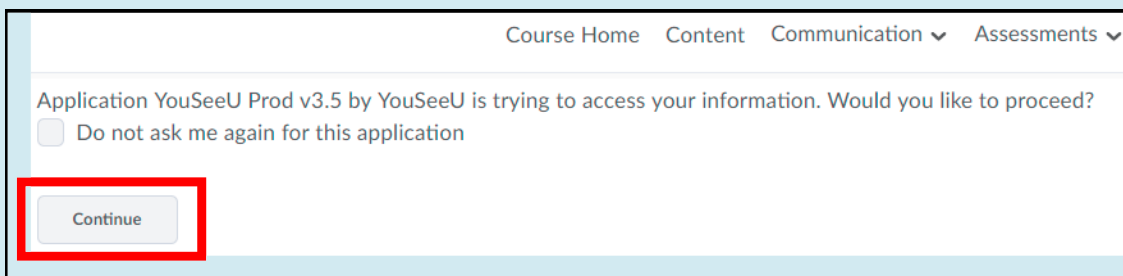 Course Home Content Communication Assessments
Application YouSeeU Prod v3.5 by YouSeeU is trying to access your information. Would you like to proceed?
Do not ask me again for this application
Continue